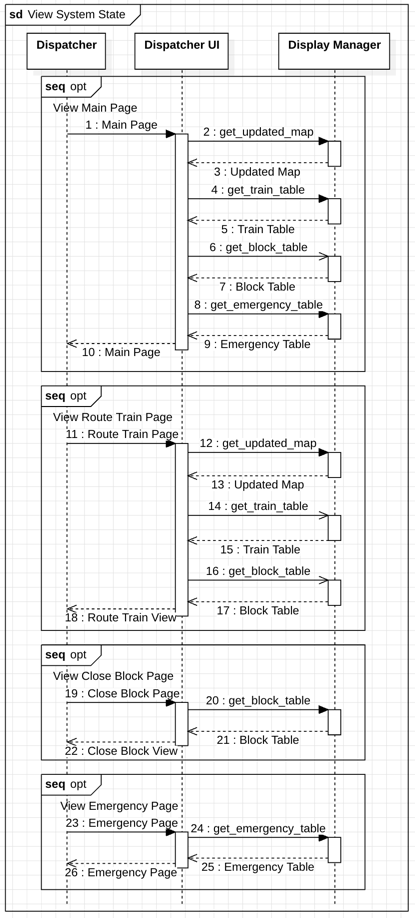 sd View System State
Dispatcher
Dispatcher UI
Display Manager
seq opt
View Main Page
1 : Main Page
2 : get_updated_map
3 : Updated Map
4 : get_train_table
5 : Train Table
6 : get_block_table
7 : Block Table
8 : get_emergency_table
9 : Emergency Table
10 : Main Page
seq opt
View Route Train Page
11 : Route Train Page
12 : get_updated_map
13 : Updated Map
14 : get_train_table
15 : Train Table
16 : get_block_table
17 : Block Table
18 : Route Train View
seq opt
View Close Block Page
19 : Close Block Page
20 : get_block_table
21 : Block Table
22 : Close Block View
seq opt
View Emergency Page
23 : Emergency Page
24 : get_emergency_table
25 : Emergency Table
26 : Emergency Page